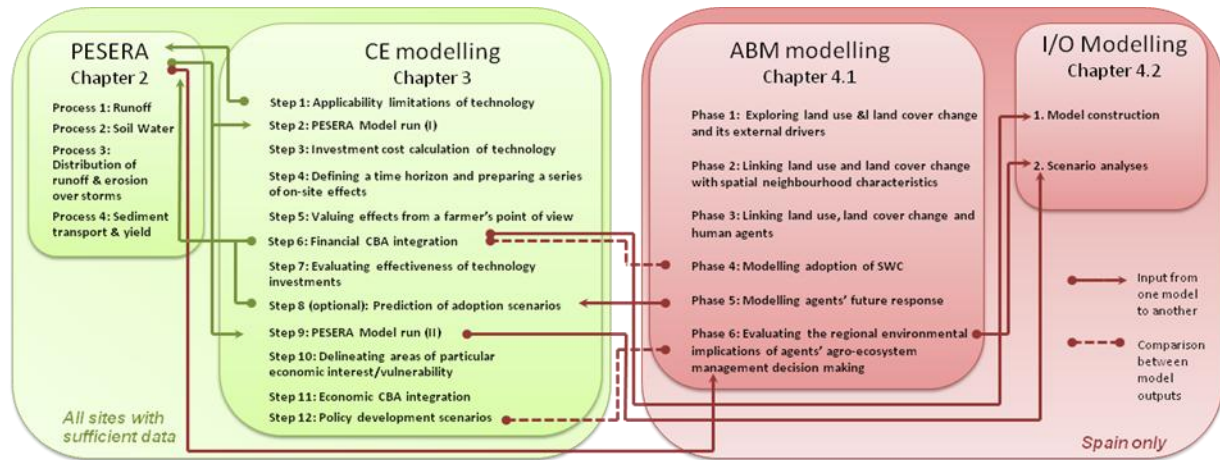 PESERA
Chapter 2
Process 1: Runoff
Process 2: Soil Water
Process 3:
Distribution of
runoff & erosion
over storms
Process 4: Sediment
transport & yield
All sites with
sufficient data
CE modelling
Chapter 3
Step 1: Applicability limitations of technology
Step 2: PESERA Model run (I)
Step 3: Investment cost calculation of technology
Step 4: Defining a time horizon and preparing a series
of on-site effects
Step 5: Valuing effects from a farmer's point of view
Step 6: Financial CBA integration
Step 7: Evaluating effectiveness of technology
investments
Step 8 (optional): Prediction of adoption scenarios
Step 9: PESERA Model run (II)
Step 10: Delineating areas of particular
economic interest/vulnerability
Step 11: Economic CBA integration
Step 12: Policy development scenarios
ABM modelling
Chapter 4.1
Phase 1: Exploring land use &l land cover change
and its external drivers
Phase 2: Linking land use and land cover change
with spatial neighbourhood characteristics
Phase 3: Linking land use, land cover change and
human agents
Phase 4: Modelling adoption of SWC
Phase 5: Modelling agents' future response
Phase 6: Evaluating the regional environmental
implications of agents' agro-ecosystem
management decision making
I/O Modelling
Chapter 4.2
1. Model construction
2. Scenario analyses
Input from
one model
to another
Comparison
between
model
outputs
Spain only